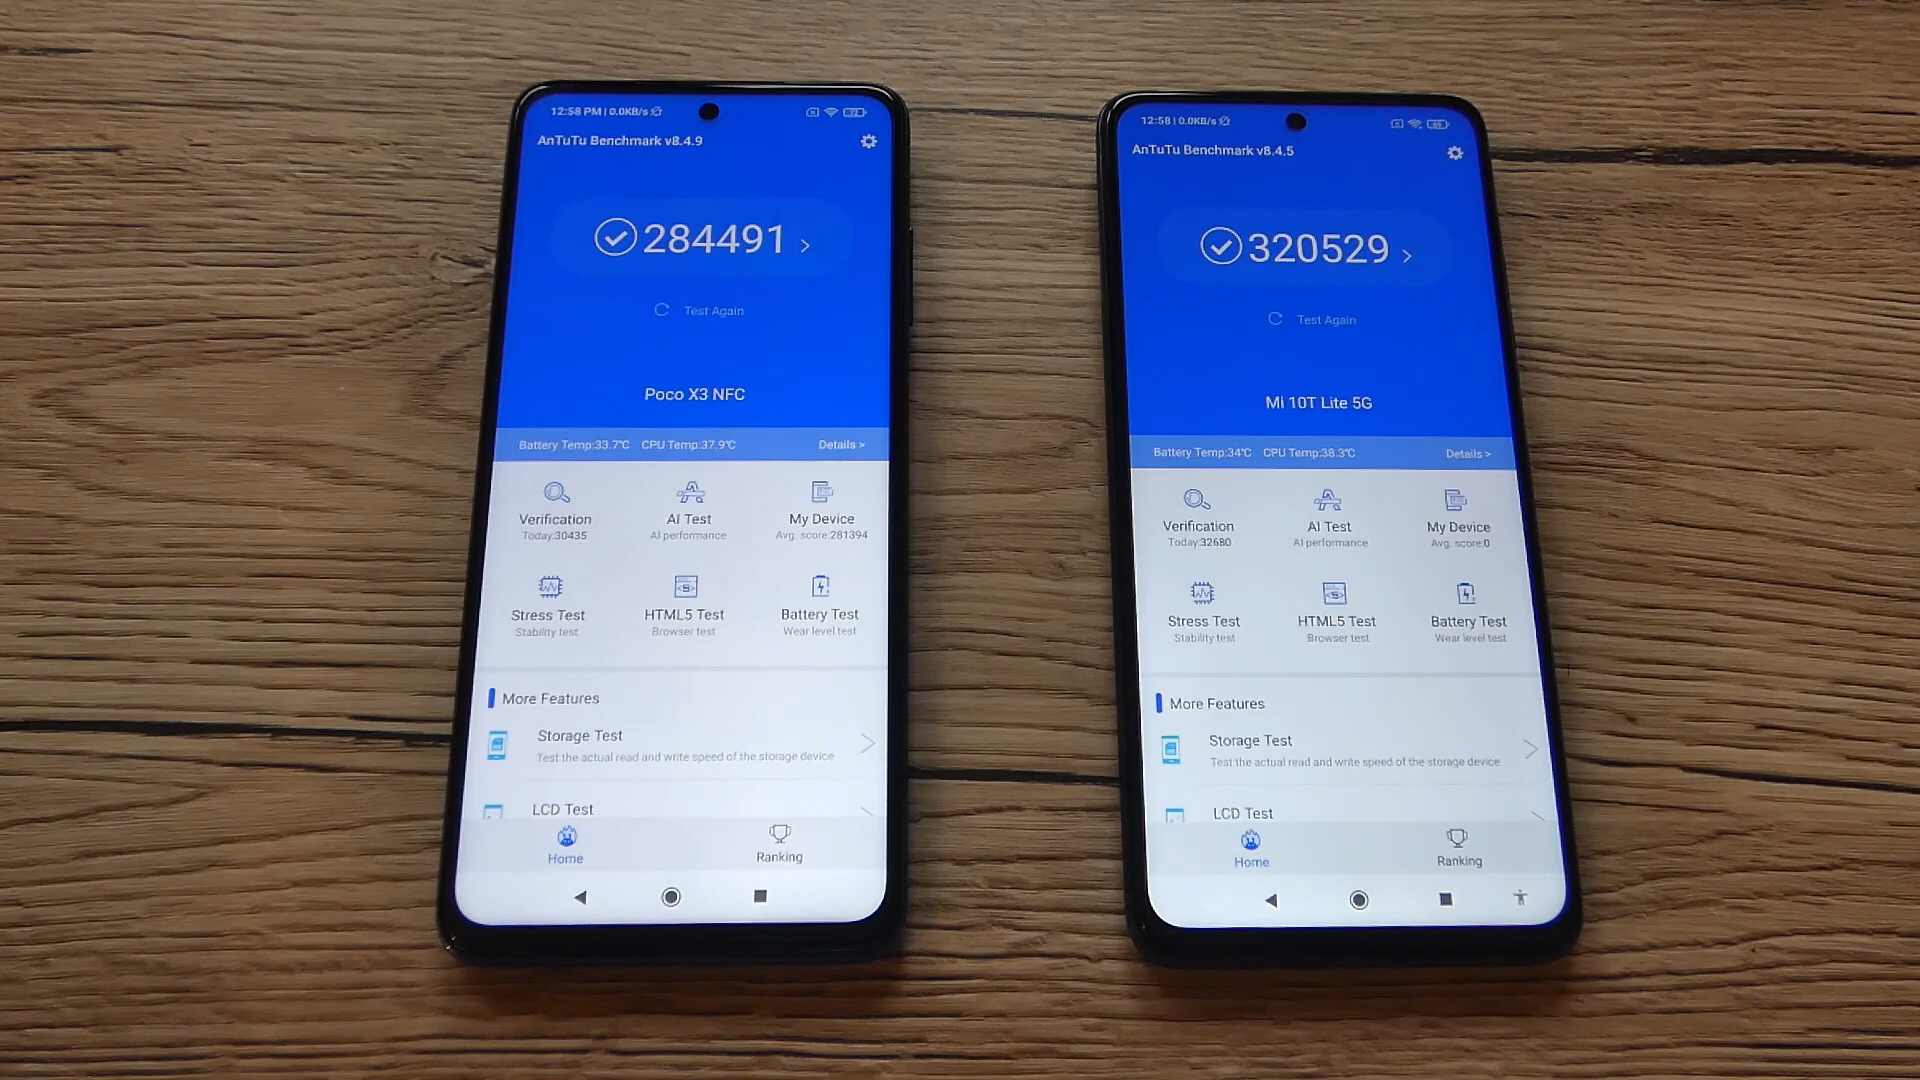 12:58 PM | 0.0KB/s
72
AnTuTu Benchmark v8.4.9
284491 >
Test Again
Poco X3 NFC
Battery Temp:33.7℃ CPU Temp:37.9℃ Details >
Verification AI Test My Device
Today:30435 AI performance Avg. score:281394
Stress Test HTML5 Test Battery Test
Stability test Browser test Wear level test
More Features
Storage Test
Test the actual read and write speed of the storage device
LCD Test
Home Ranking
12:58 | 0.0KB/s
AnTuTu Benchmark v8.4.5
320529 >
Test Again
Mi 10T Lite 5G
Battery Temp:34℃ CPU Temp:38.3℃ Details >
Verification AI Test My Device
Today:32680 AI performance Avg. score:0
Stress Test HTML5 Test Battery Test
Stability test Browser test Wear level test
More Features
Storage Test
Test the actual read and write speed of the storage device
LCD Test
Home Ranking